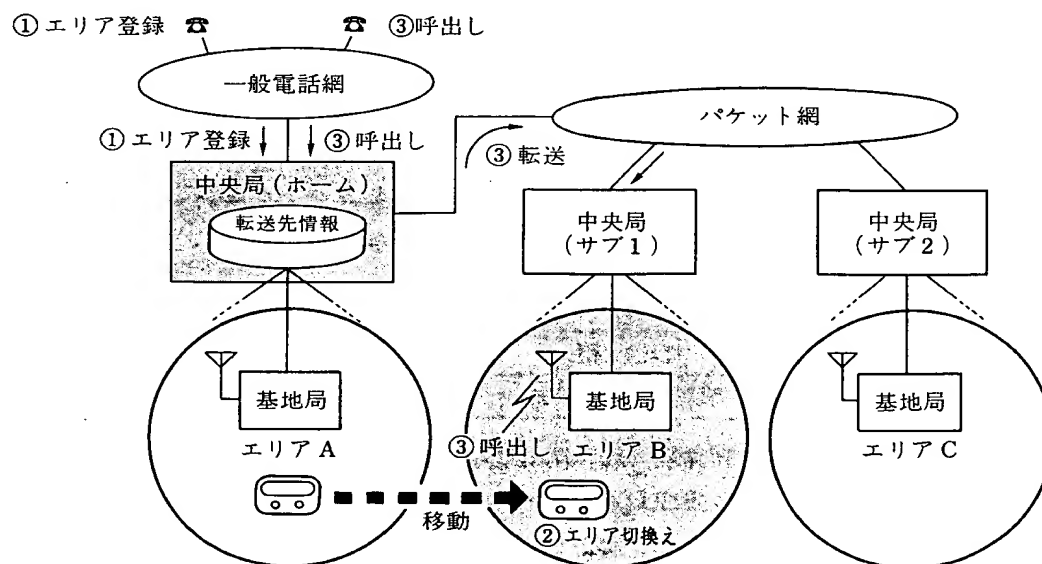 ①エリア登録 ☎ ☎ ③呼出し
一般電話網
パケット網
①エリア登録 ③呼出し
③転送
中央局(ホーム)
転送先情報
中央局
(サブ1)
中央局
(サブ2)
基地局
エリアA
基地局
③呼出し エリアB
基地局
エリアC
移動
②エリア切換え